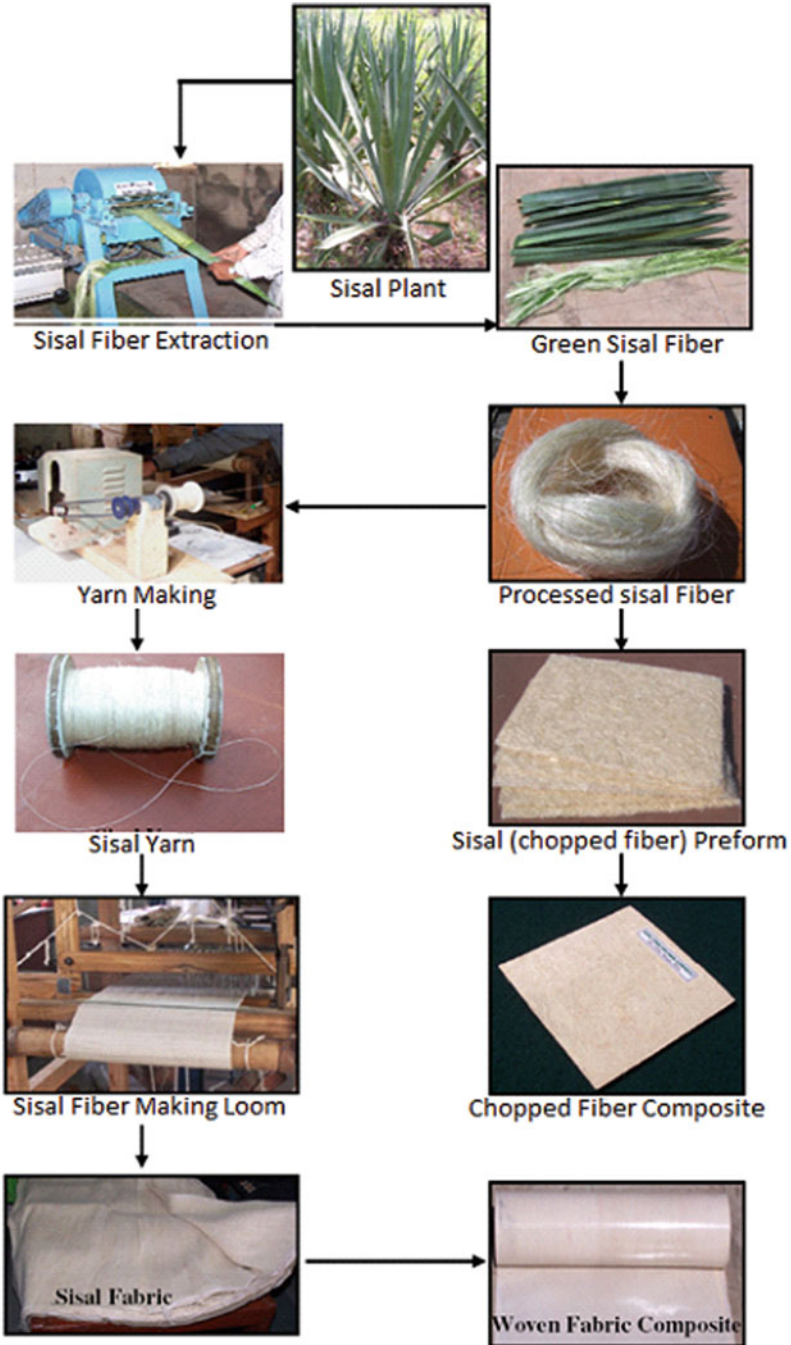 Sisal Plant
Sisal Fiber Extraction
Green Sisal Fiber
Yarn Making
Processed sisal Fiber
Sisal Yarn
Sisal (chopped fiber) Preform
Sisal Fiber Making Loom
Chopped Fiber Composite
Sisal Fabric
Woven Fabric Composite